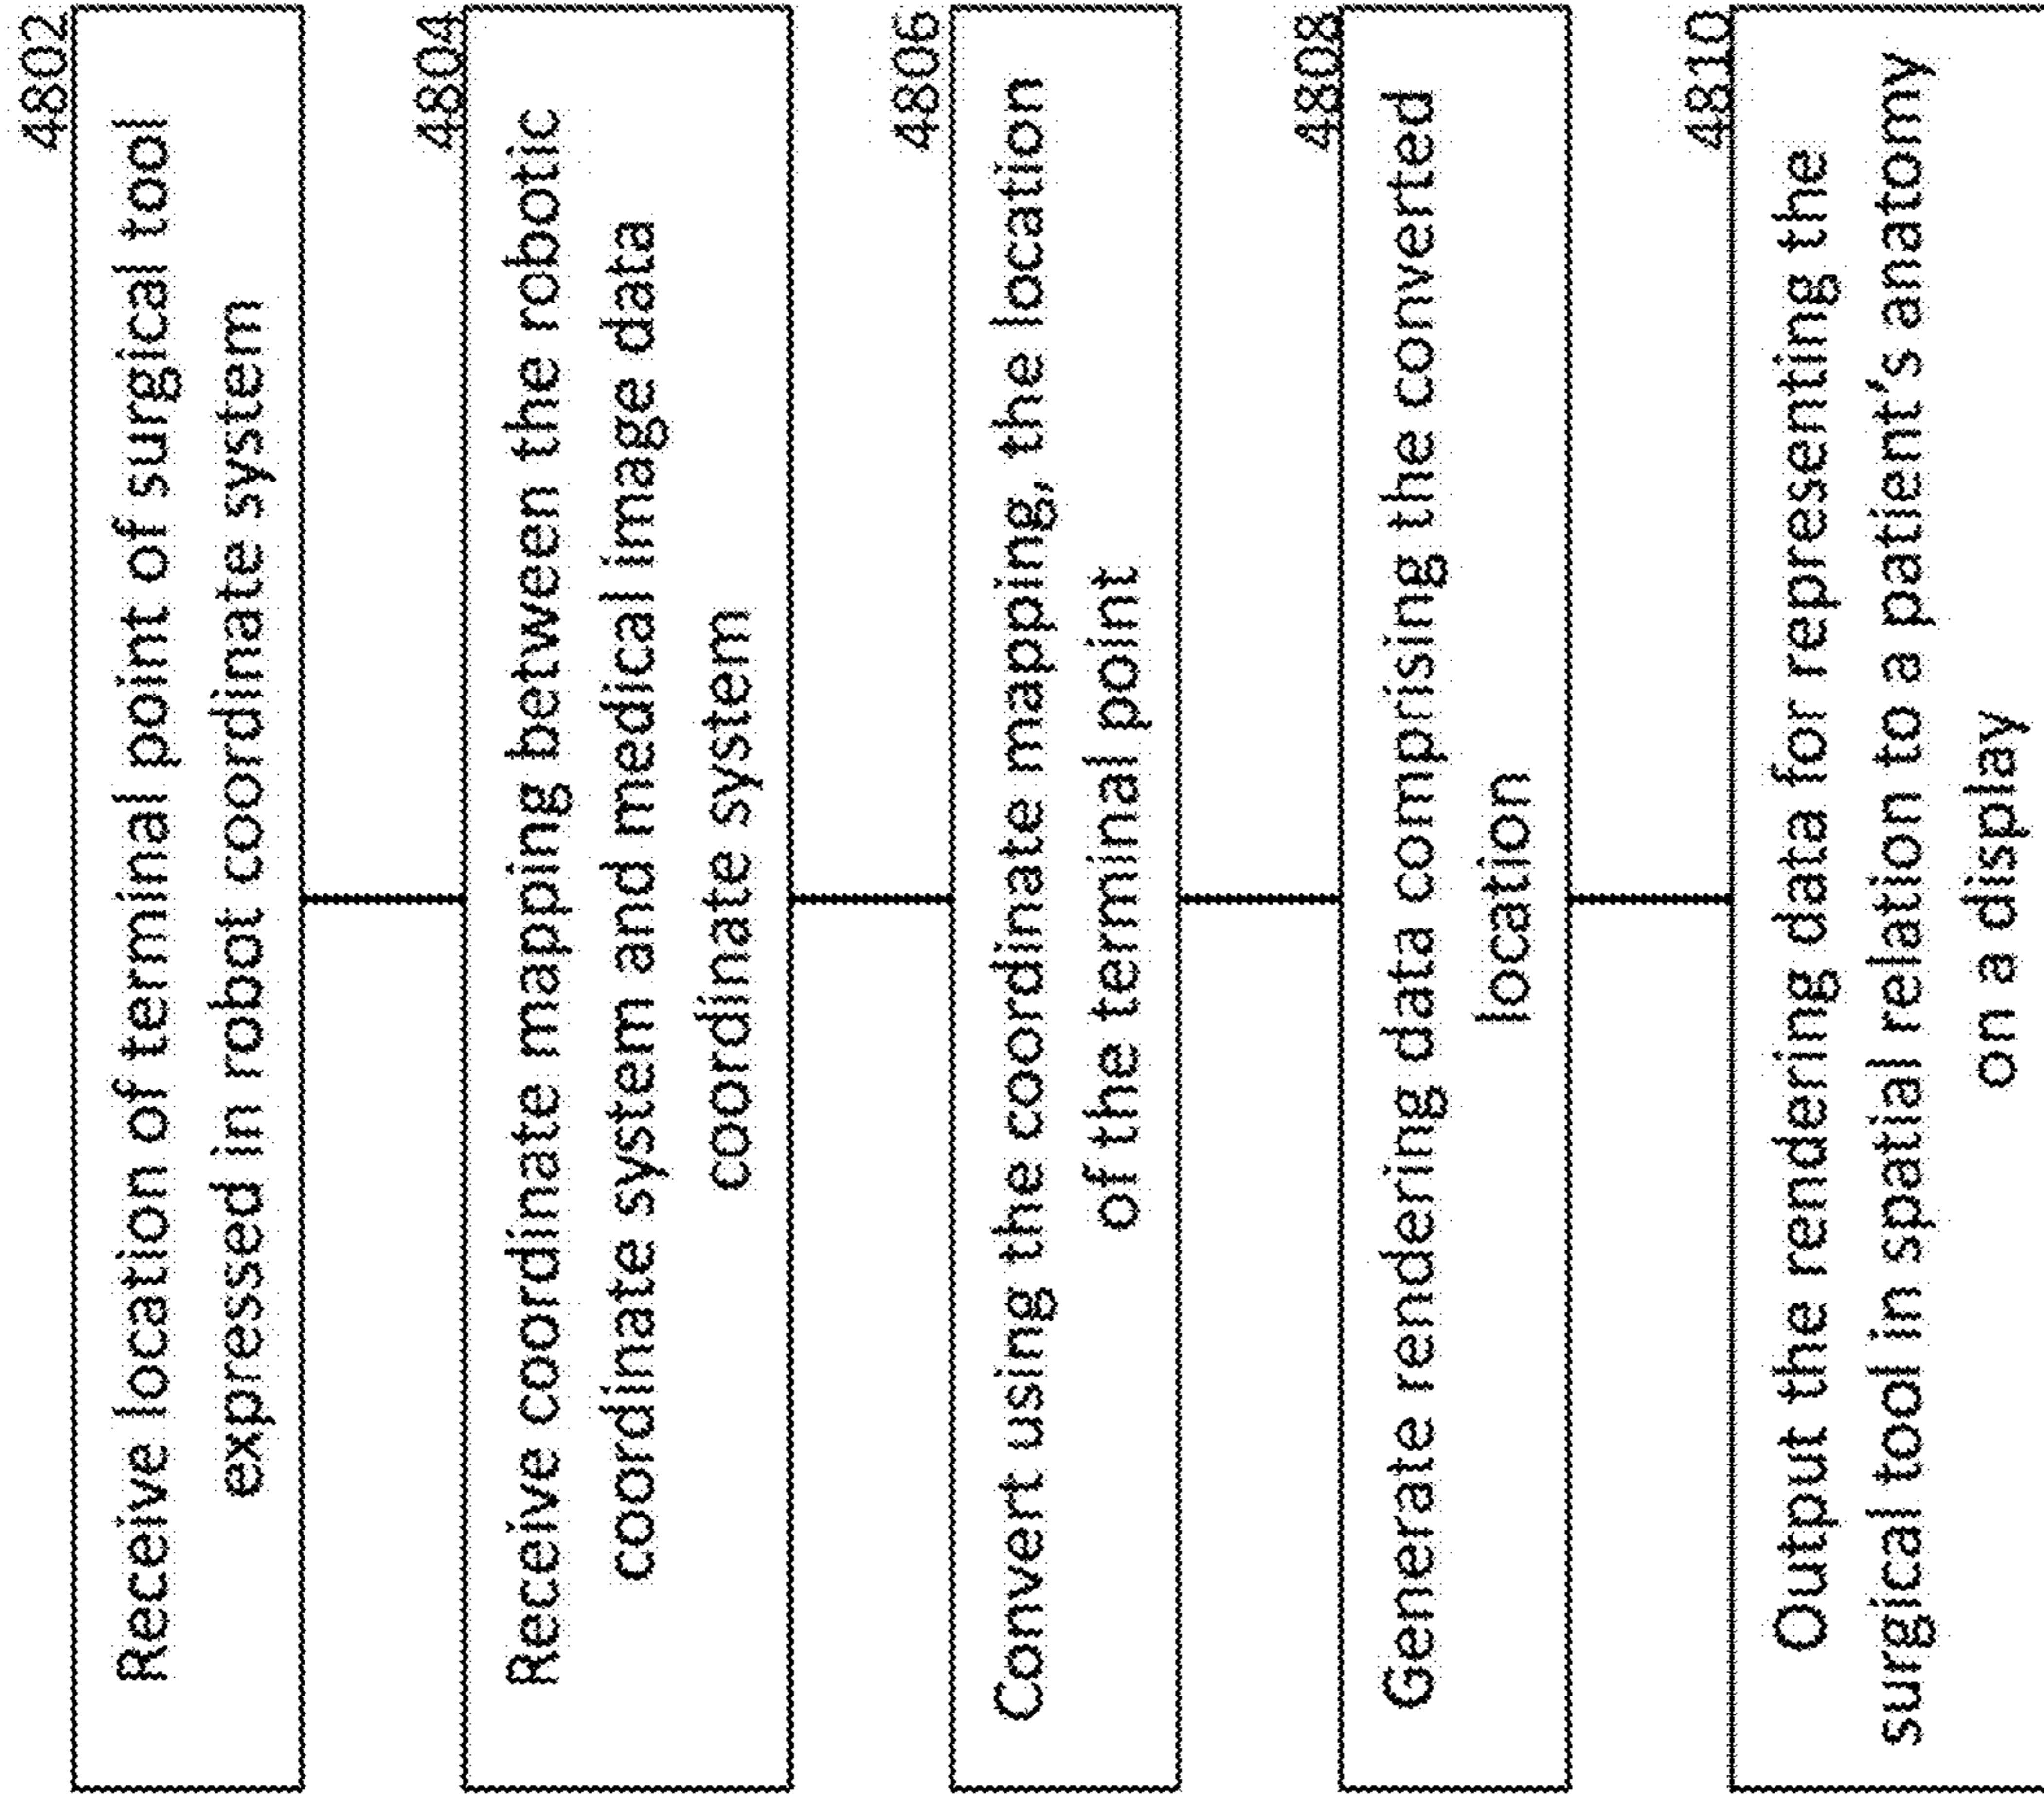 4802
Receive location of terminal point of surgical tool
expressed in robot coordinate system
4804
Receive coordinate mapping between the robotic
coordinate system and medical image data
coordinate system
4806
Convert using the coordinate mapping, the location
of the terminal point
4808
Generate rendering data comprising the converted
location
4810
Output the rendering data for representing the
surgical tool in spatial relation to a patient's anatomy
on a display